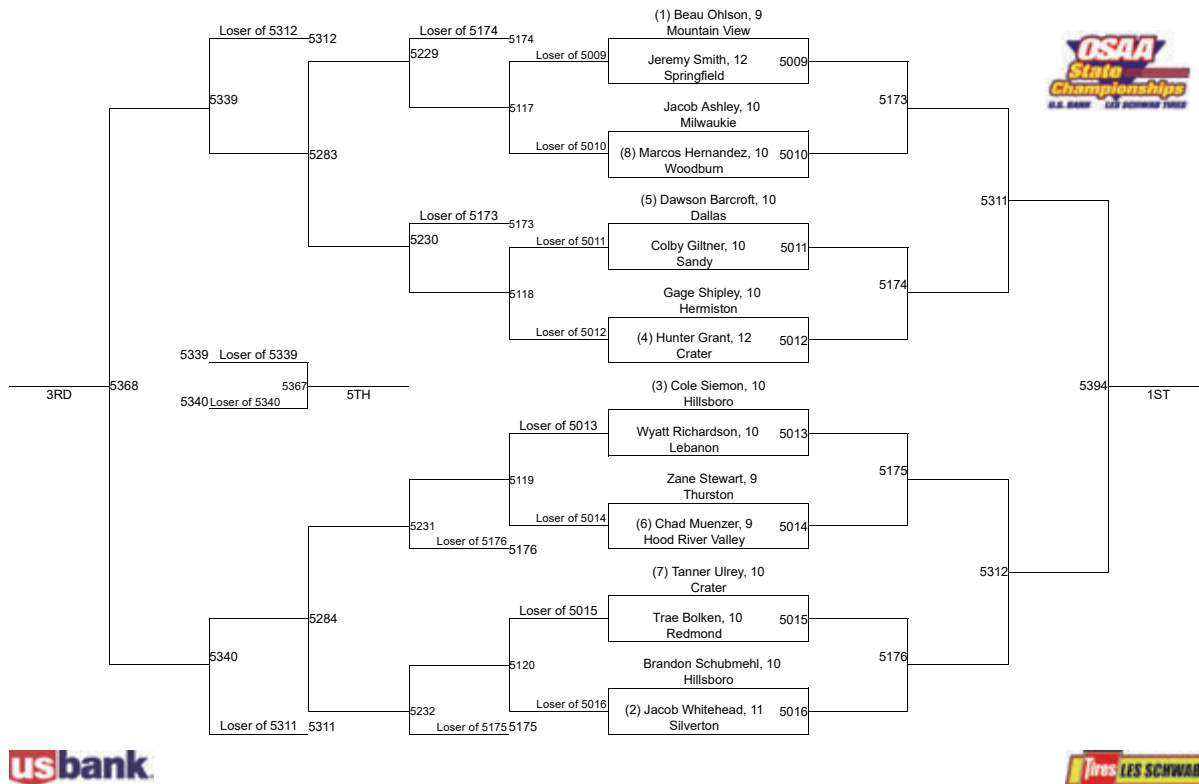 (1) Beau Ohlson, 9
Mountain View
Loser of 5312
5312
Loser of 5174
5174
5229
Loser of 5009
Jeremy Smith, 12
Springfield
5009
OSAA
State
Championships
U.S. BANK LES SCHWAB TIRES
5339
5117
Jacob Ashley, 10
Milwaukie
5173
5283
Loser of 5010
(8) Marcos Hernandez, 10
Woodburn
5010
(5) Dawson Barcroft, 10
Dallas
5311
Loser of 5173
5173
5230
Loser of 5011
Colby Giltner, 10
Sandy
5011
5118
Gage Shipley, 10
Hermiston
5174
Loser of 5012
(4) Hunter Grant, 12
Crater
5012
5339
Loser of 5339
3RD
5368
5367
5TH
5340
Loser of 5340
(3) Cole Siemon, 10
Hillsboro
5394
1ST
Loser of 5013
Wyatt Richardson, 10
Lebanon
5013
5119
Zane Stewart, 9
Thurston
5175
5231
Loser of 5014
(6) Chad Muenzer, 9
Hood River Valley
5014
Loser of 5176
5176
(7) Tanner Ulrey, 10
Crater
5312
5284
Loser of 5015
Trae Bolken, 10
Redmond
5015
5340
5120
Brandon Schubmehl, 10
Hillsboro
5176
5232
Loser of 5016
(2) Jacob Whitehead, 11
Silverton
5016
Loser of 5311
5311
Loser of 5175
5175
usbank
Tires LES SCHWAB